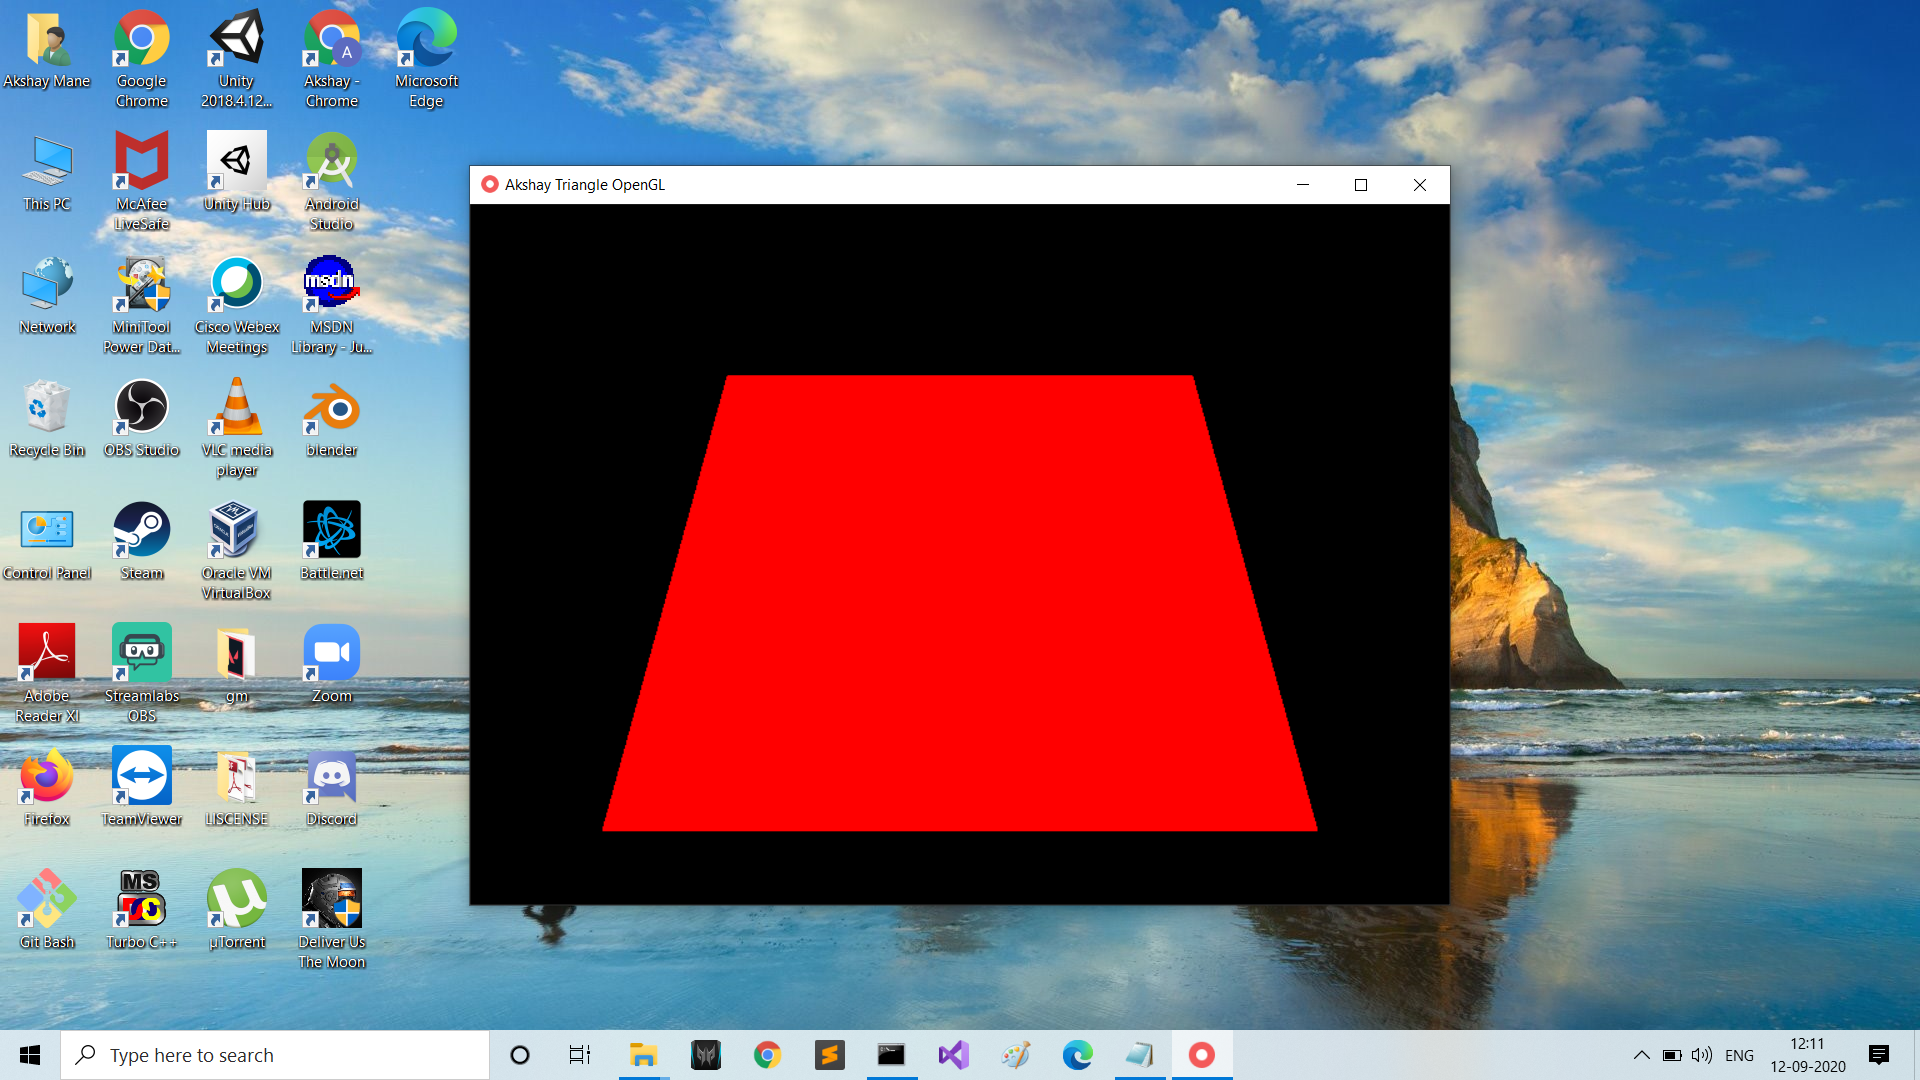 Akshay Mane
Google
Chrome
Unity
2018.4.12...
Akshay -
Chrome
A
Microsoft
Edge
This PC
McAfee
LiveSafe
Unity Hub
Android
Studio
Network
MiniTool
Power Dat...
Cisco Webex
Meetings
msdn
MSDN
Library - Ju...
Recycle Bin
OBS Studio
VLC media
player
blender
Control Panel
Steam
Oracle VM
VirtualBox
Battle.net
Adobe
Reader XI
Streamlabs
OBS
gm
Zoom
Firefox
TeamViewer
LISCENSE
Discord
Git Bash
MS
Turbo C++
µTorrent
Deliver Us
The Moon
Akshay Triangle OpenGL
Type here to search
ENG
12:11
12-09-2020